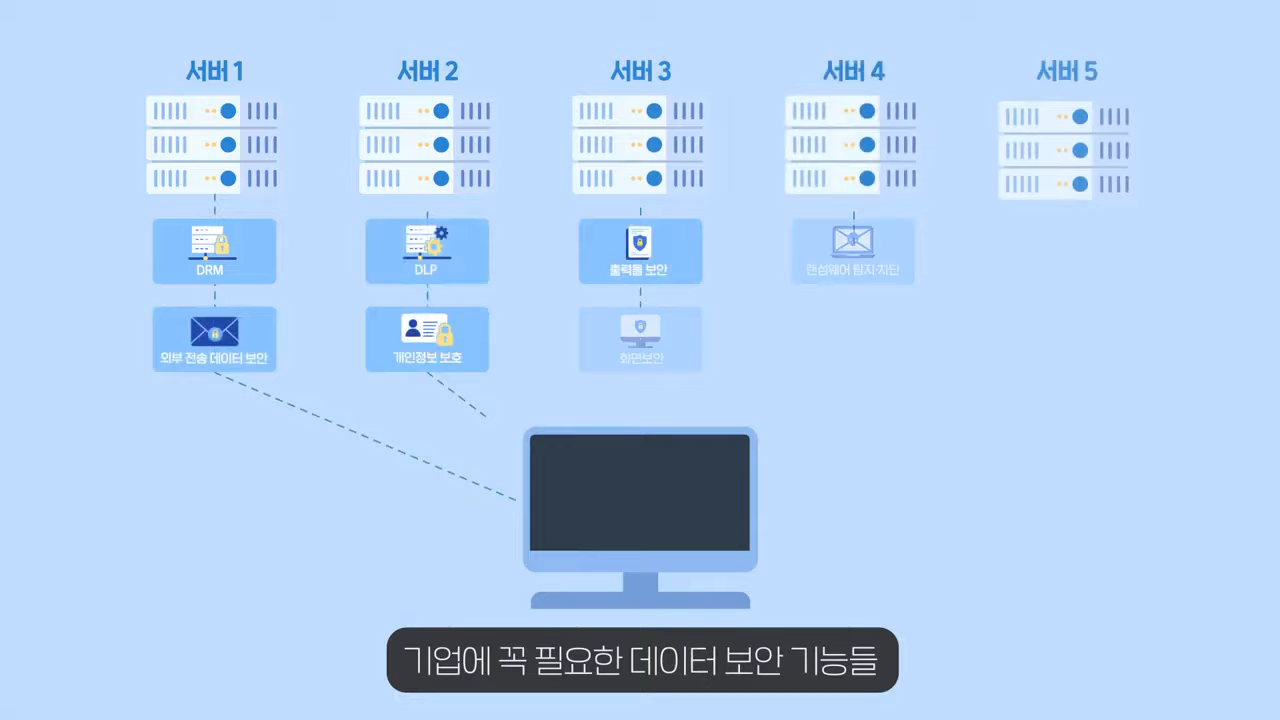 서버 1
서버 2
서버 3
서버 4
서버 5
DRM
DLP
출력물 보안
랜섬웨어 탐지·차단
외부 전송 데이터 보안
개인정보 보호
화면보안
기업에 꼭 필요한 데이터 보안 기능들